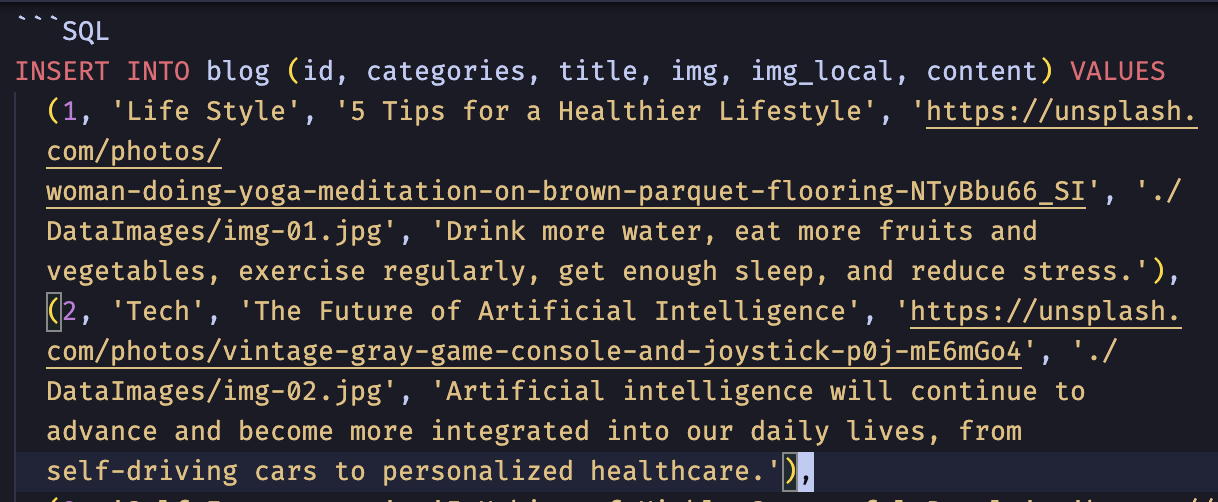 ```SQL
INSERT INTO blog (id, categories, title, img, img_local, content) VALUES
(1, 'Life Style', '5 Tips for a Healthier Lifestyle', 'https://unsplash.
com/photos/
woman-doing-yoga-meditation-on-brown-parquet-flooring-NTyBbu66_SI', './
DataImages/img-01.jpg', 'Drink more water, eat more fruits and
vegetables, exercise regularly, get enough sleep, and reduce stress.'),
(2, 'Tech', 'The Future of Artificial Intelligence', 'https://unsplash.
com/photos/vintage-gray-game-console-and-joystick-p0j-mE6mGo4', './
DataImages/img-02.jpg', 'Artificial intelligence will continue to
advance and become more integrated into our daily lives, from
self-driving cars to personalized healthcare.'),